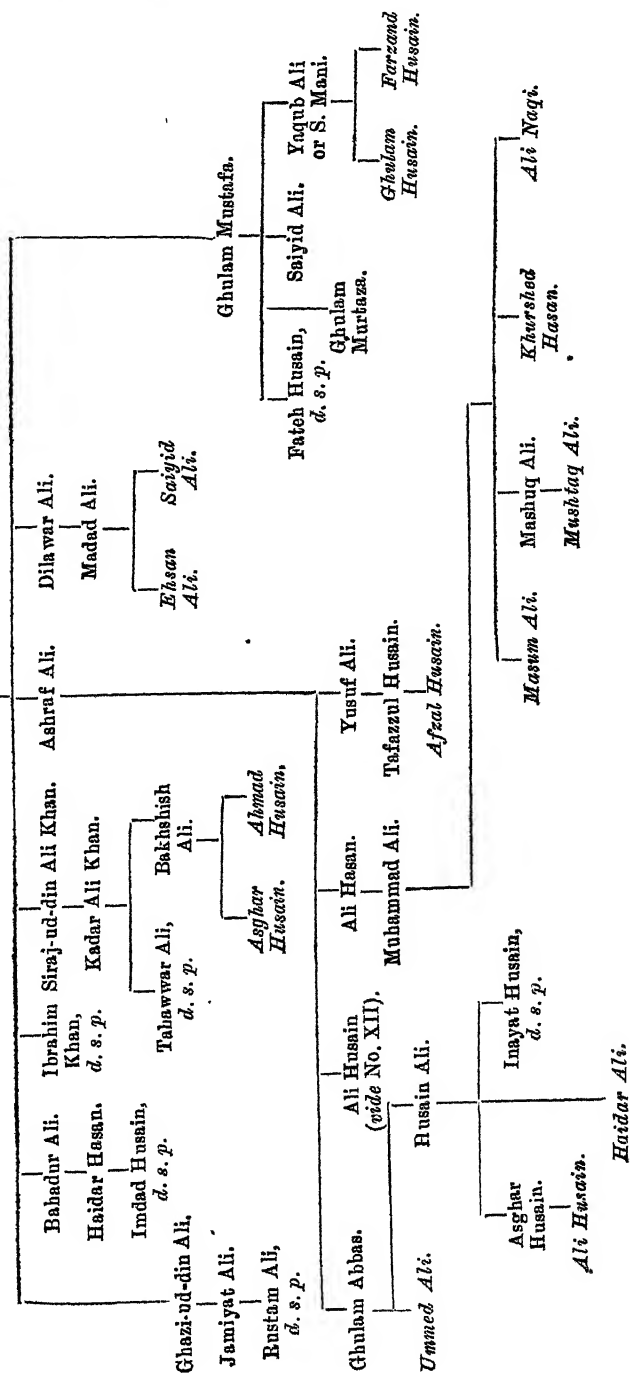 Ghazi-ud-din Ali.
Jamiyat Ali.
Rustam Ali,
d. s. p.
Bahadur Ali.
Haidar Hasan.
Imdad Husain,
d. s. p.
Ibrahim
Khan,
d. s. p.
Siraj-ud-din Ali Khan.
Kadar Ali Khan.
Tahawwar Ali,
d. s. p.
Bakhshish
Ali.
Asghar
Husain.
Ahmad
Husain.
Ashraf Ali.
Dilawar Ali.
Madad Ali.
Ehsan
Ali.
Saiyid
Ali.
Ghulam Mustafa.
Fateh Husain,
d. s. p.
Ghulam
Murtaza.
Saiyid Ali.
Yaqub Ali
or S. Mani.
Ghulam
Husain.
Farzand
Husain.
Ghulam Abbas.
Ummed Ali.
Husain Ali.
Asghar
Husain.
Ali Husain.
Haidar Ali.
Inayat Husain,
d. s. p.
Ali Husain
(vide No. XII).
Ali Hasan.
Muhammad Ali.
Yusuf Ali.
Tafazzul Husain.
Afzal Husain.
Masum Ali.
Mashuq Ali.
Mushtaq Ali.
Khurshed
Hasan.
Ali Naqi.